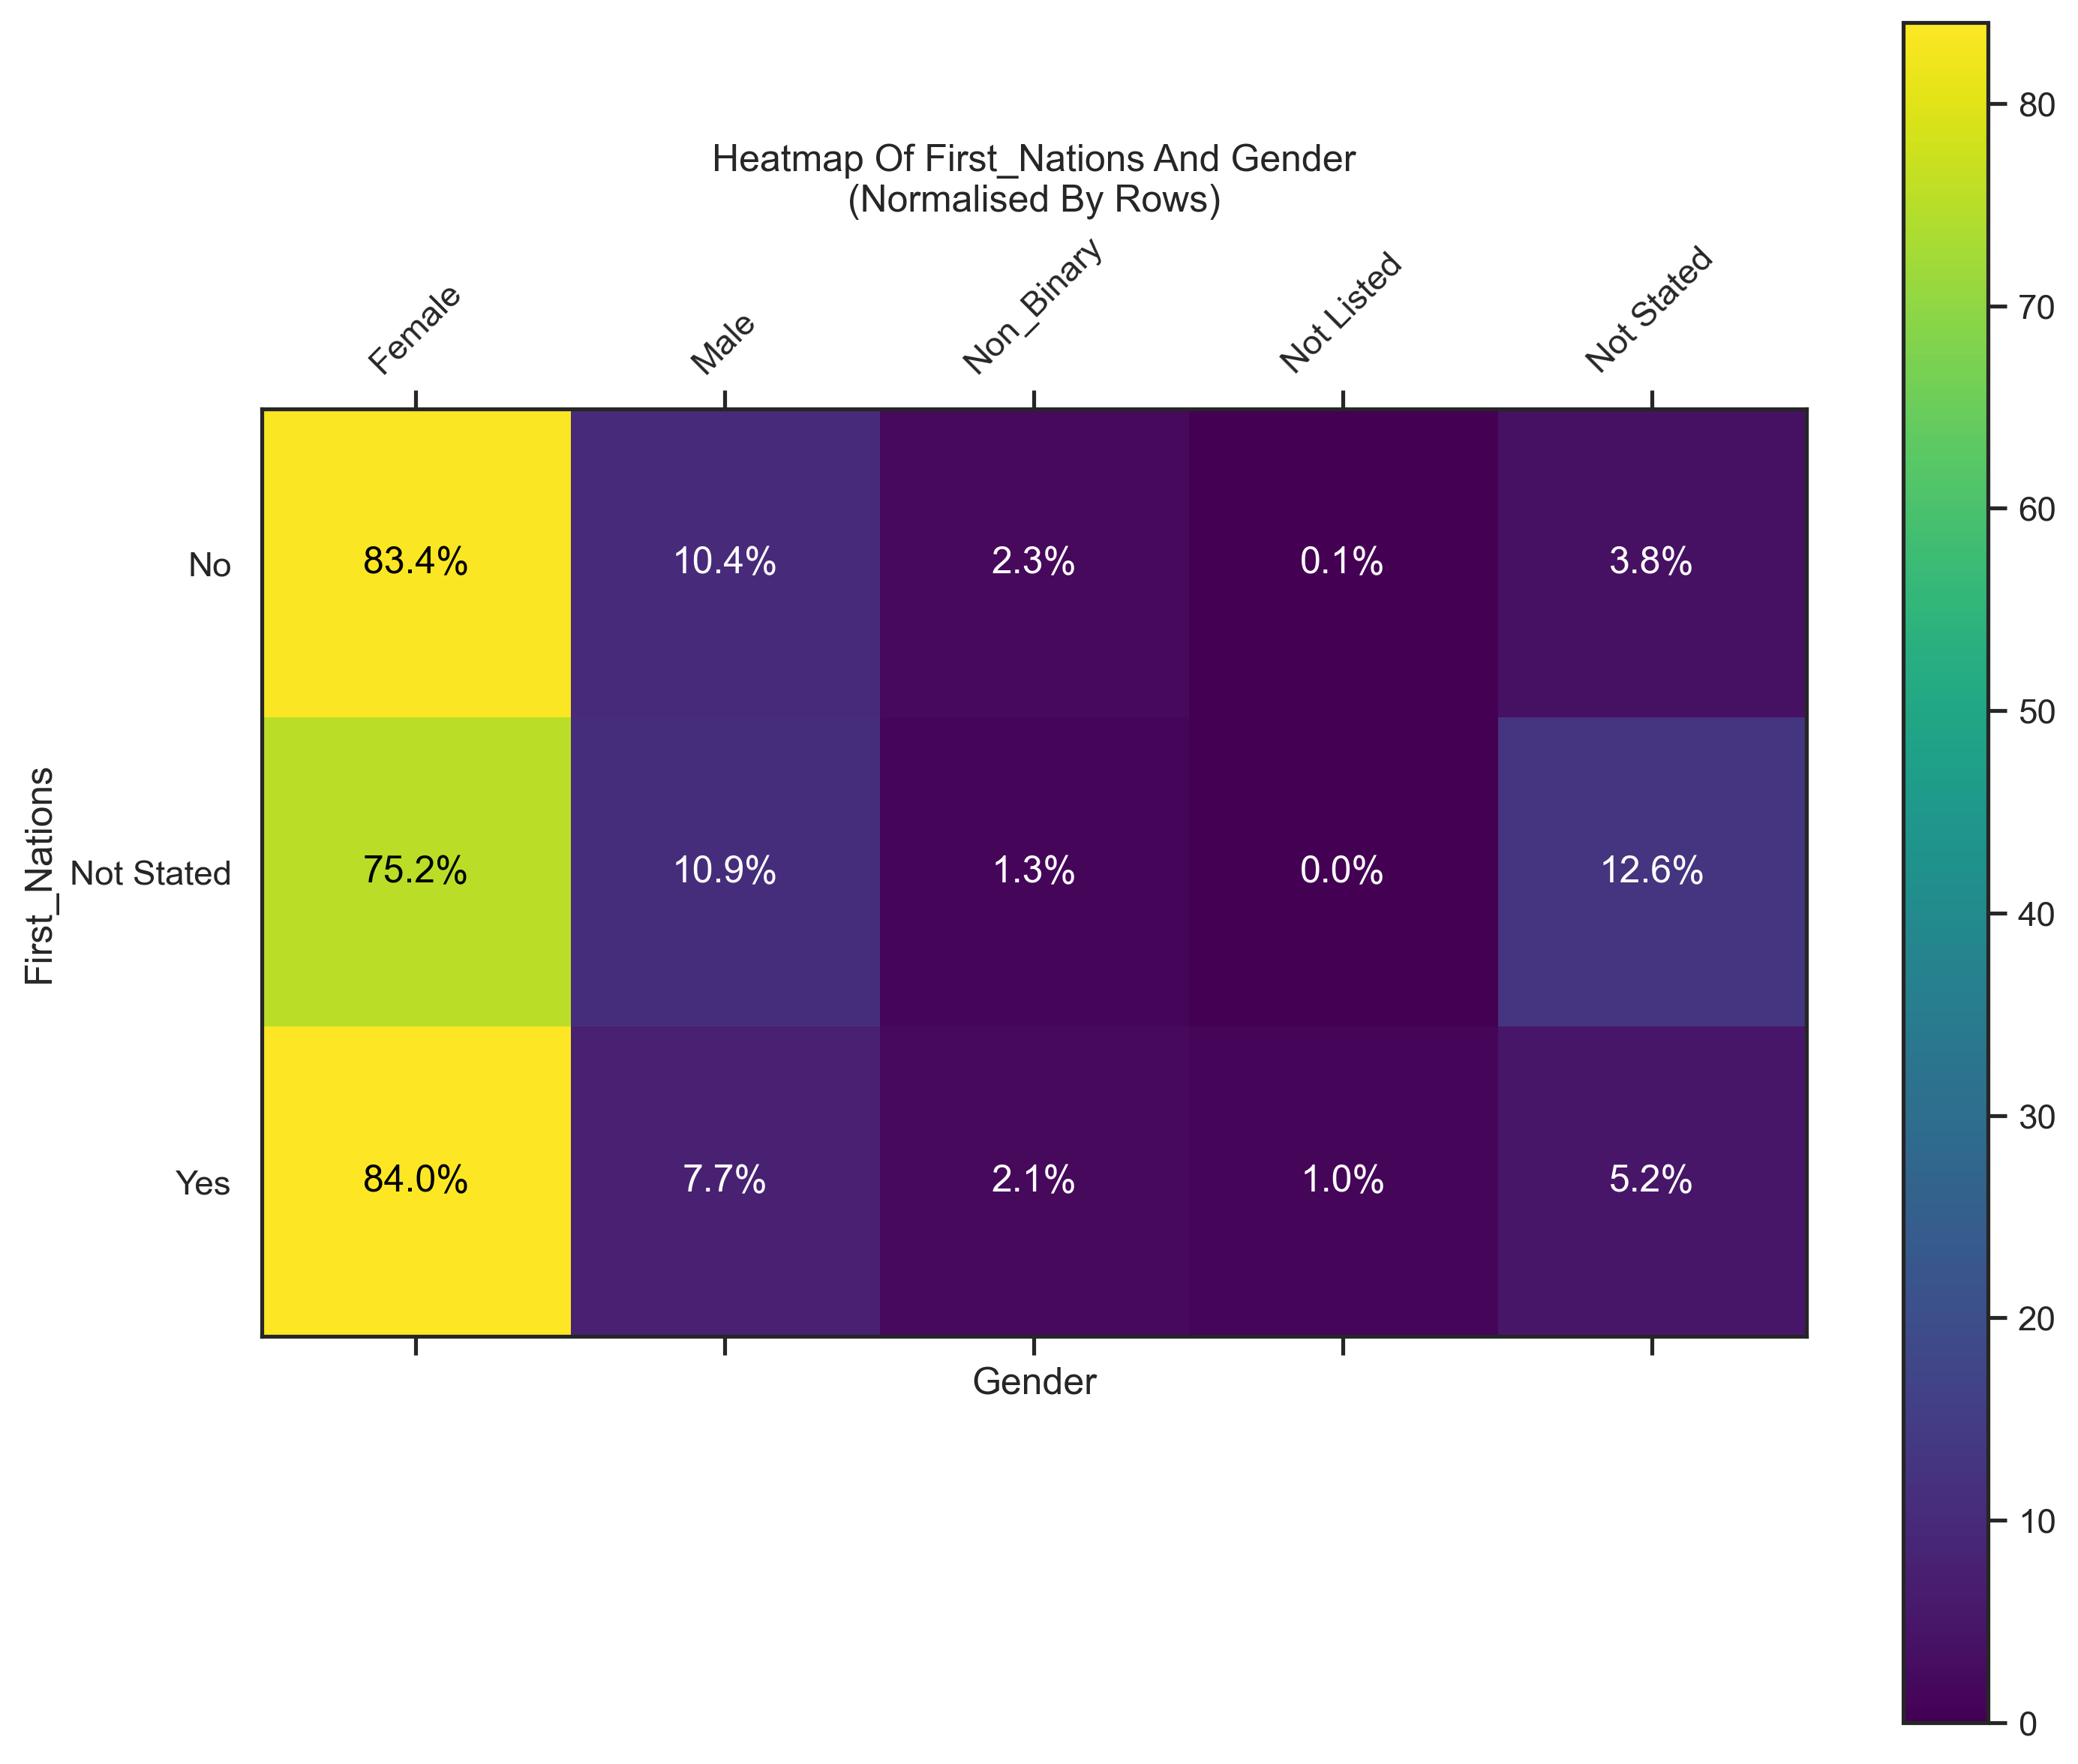 Heatmap Of First_Nations And Gender
(Normalised By Rows)
Female
Male
Non_Binary
Not Listed
Not Stated
No
83.4%
10.4%
2.3%
0.1%
3.8%
First_Nations
Not Stated
75.2%
10.9%
1.3%
0.0%
12.6%
Yes
84.0%
7.7%
2.1%
1.0%
5.2%
Gender
80
70
60
50
40
30
20
10
0